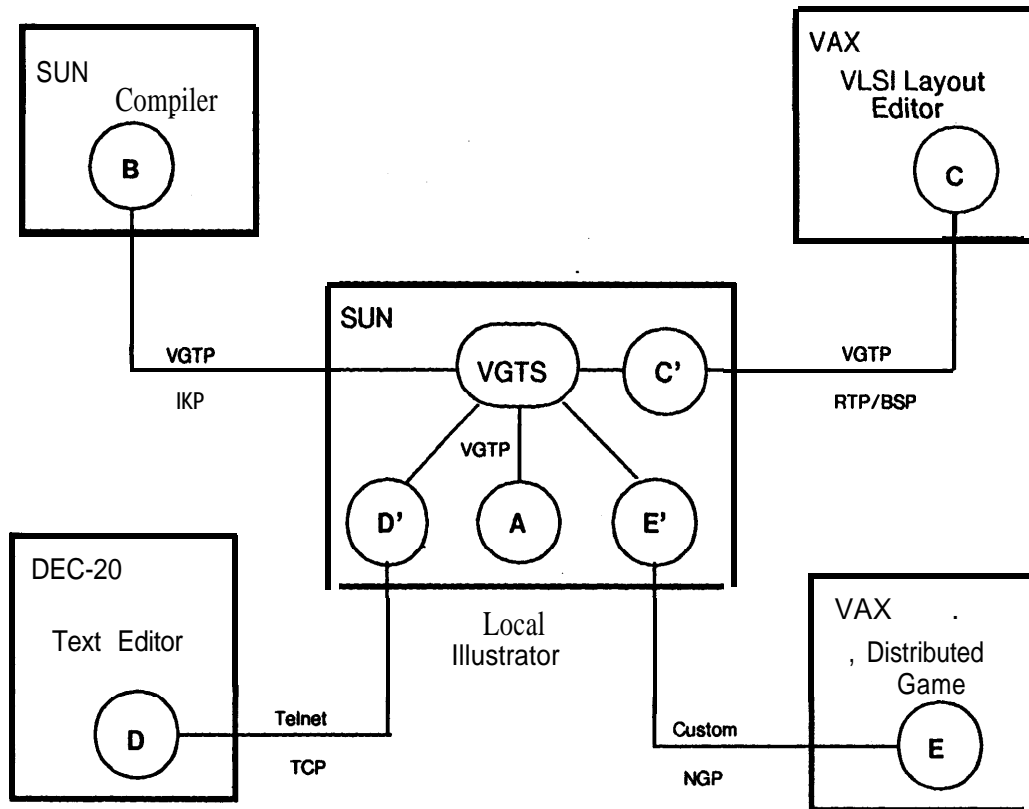 SUN
Compiler
B
VAX
VLSI Layout
Editor
C
SUN
VGTS
C'
VGTP
IKP
VGTP
RTP/BSP
VGTP
D'
A
E'
DEC-20
Text Editor
D
Local
Illustrator
Telnet
TCP
Custom
NGP
VAX .
, Distributed
Game
E